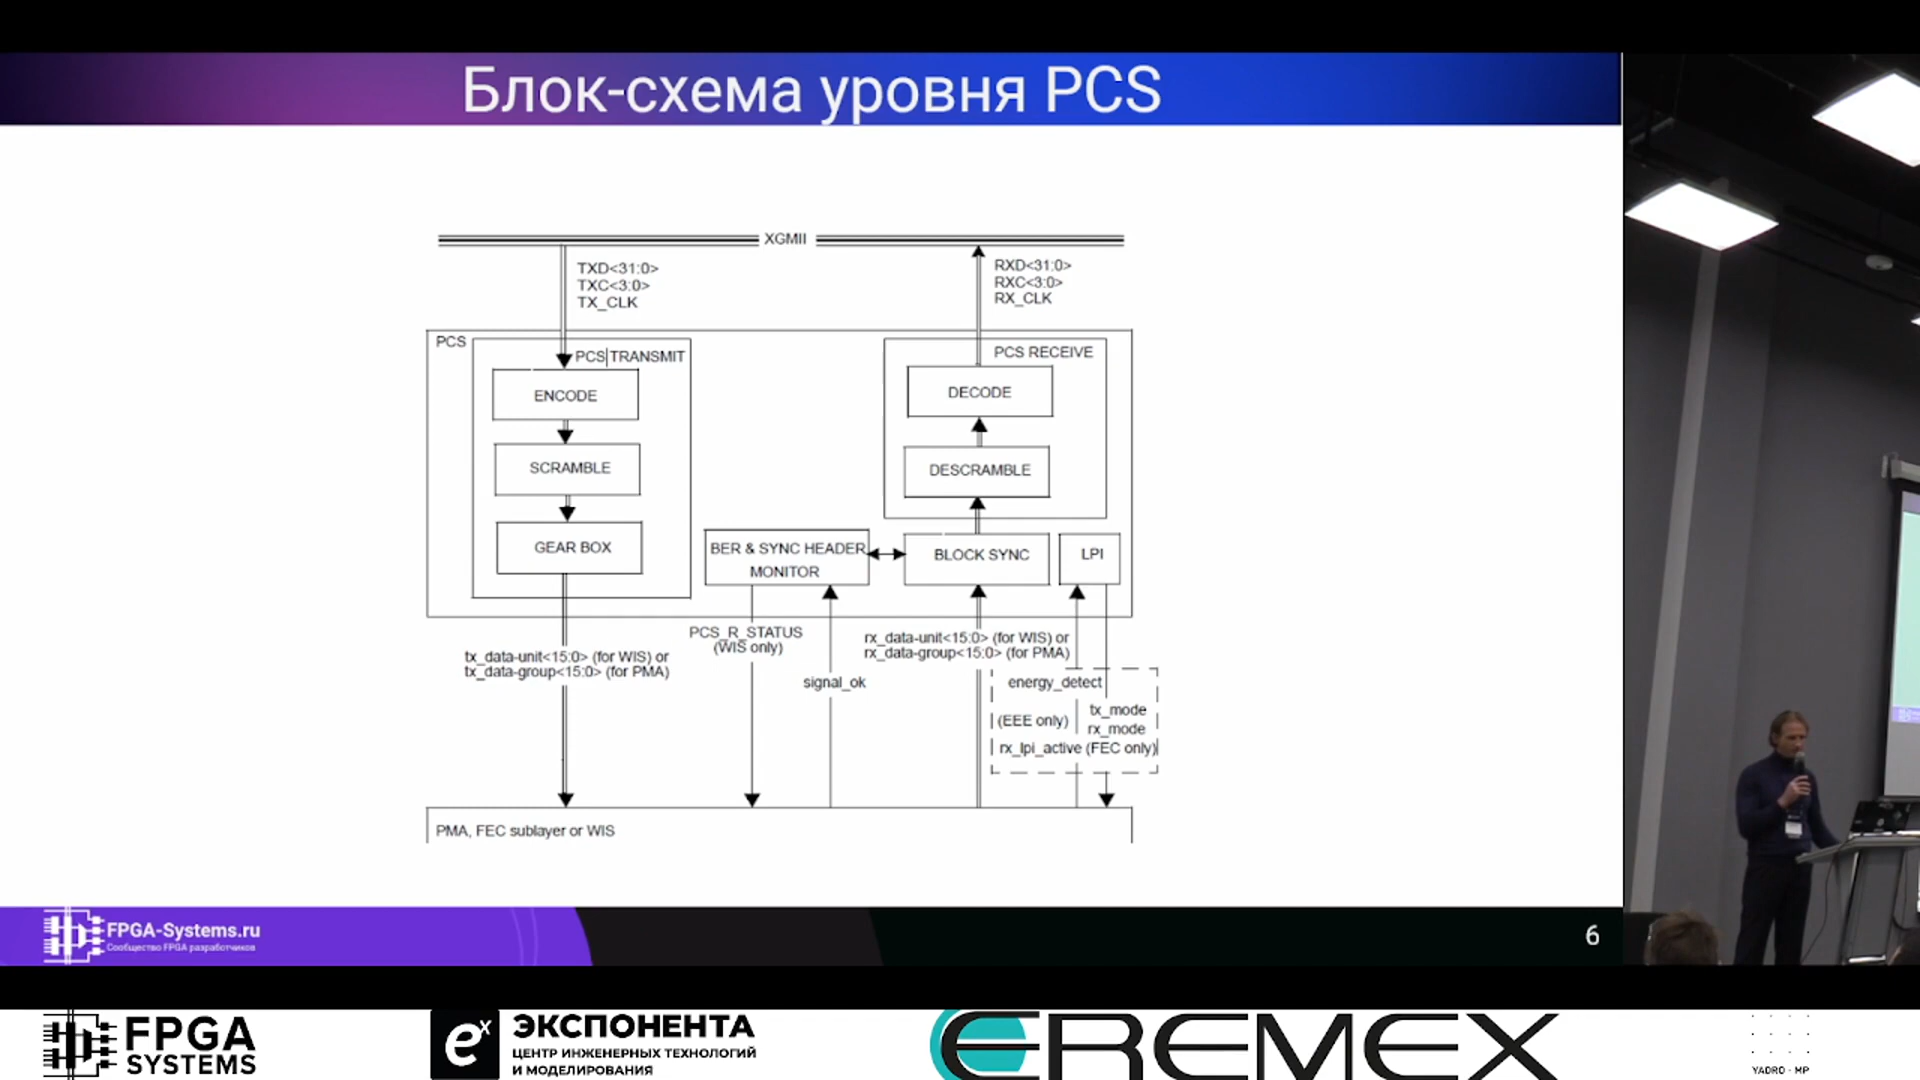 Блок-схема уровня PCS
XGMII
TXD<31:0>
TXC<3:0>
TX_CLK
RXD<31:0>
RXC<3:0>
RX_CLK
PCS
PCS TRANSMIT
PCS RECEIVE
ENCODE
DECODE
SCRAMBLE
DESCRAMBLE
GEAR BOX
BER & SYNC HEADER
MONITOR
BLOCK SYNC
LPI
PCS_R_STATUS
(WIS only)
rx_data-unit<15:0> (for WIS) or
rx_data-group<15:0> (for PMA)
tx_data-unit<15:0> (for WIS) or
tx_data-group<15:0> (for PMA)
signal_ok
energy_detect
(EEE only)
tx_mode
rx_mode
rx_lpi_active (FEC only)
PMA, FEC sublayer or WIS
FPGA-Systems.ru
Сообщество FPGA разработчиков
6
FPGA
SYSTEMS
ex
ЭКСПОНЕНТА
ЦЕНТР ИНЖЕНЕРНЫХ ТЕХНОЛОГИЙ
И МОДЕЛИРОВАНИЯ
EREMEX
YADRO - MP